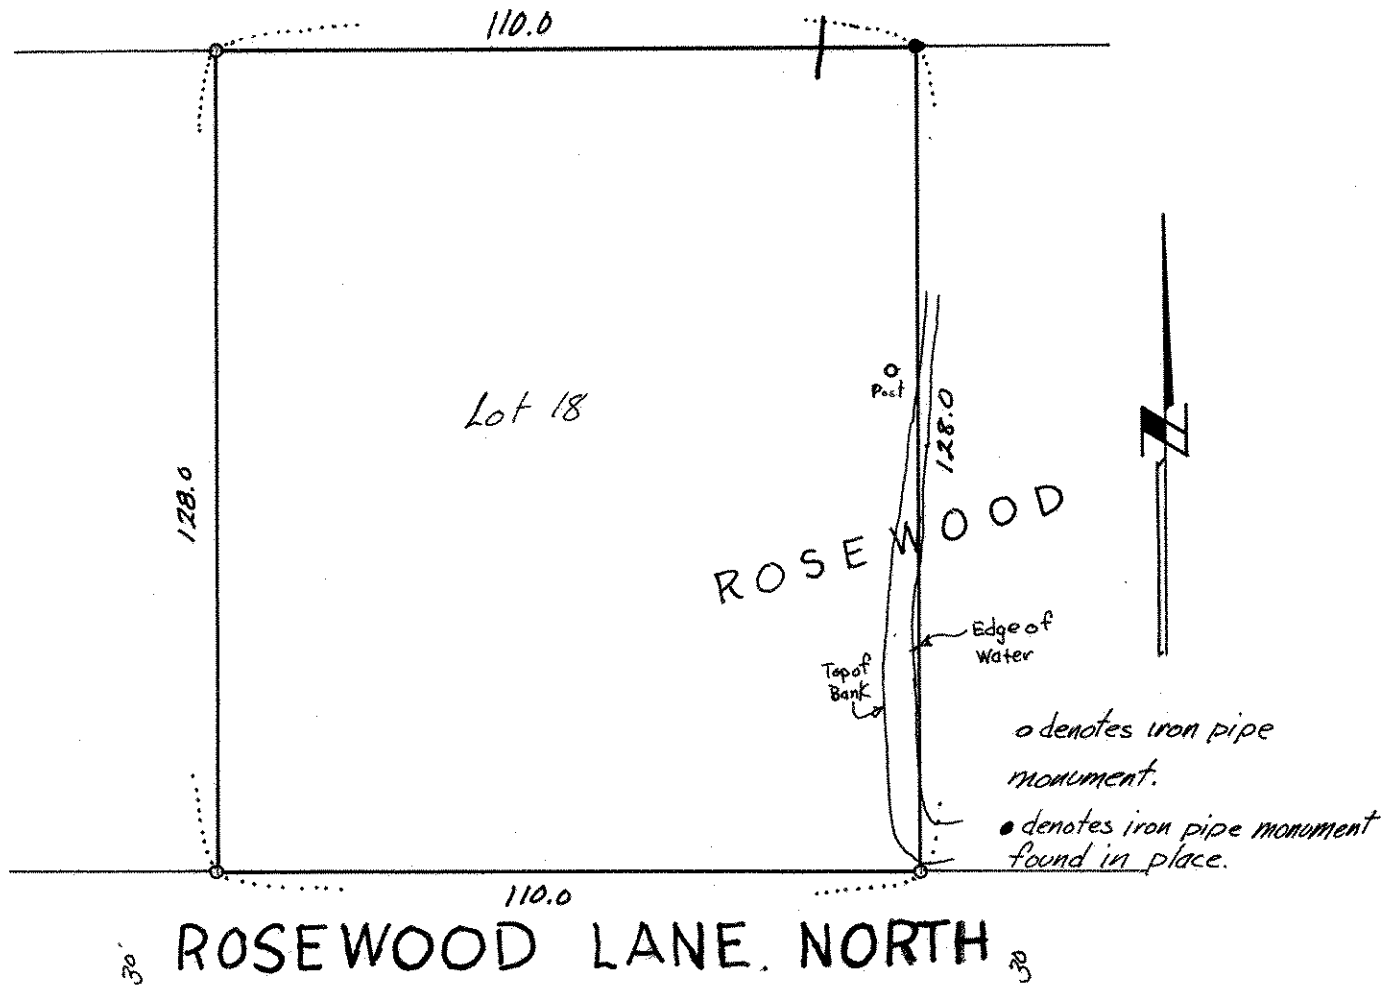 110.0
Lot 18
Post
128.0
128.0
ROSEWOOD
Edge of
Water
Top of
Bank
o denotes iron pipe
monument.
● denotes iron pipe monument
found in place.
110.0
30 ROSEWOOD LANE. NORTH 30
N